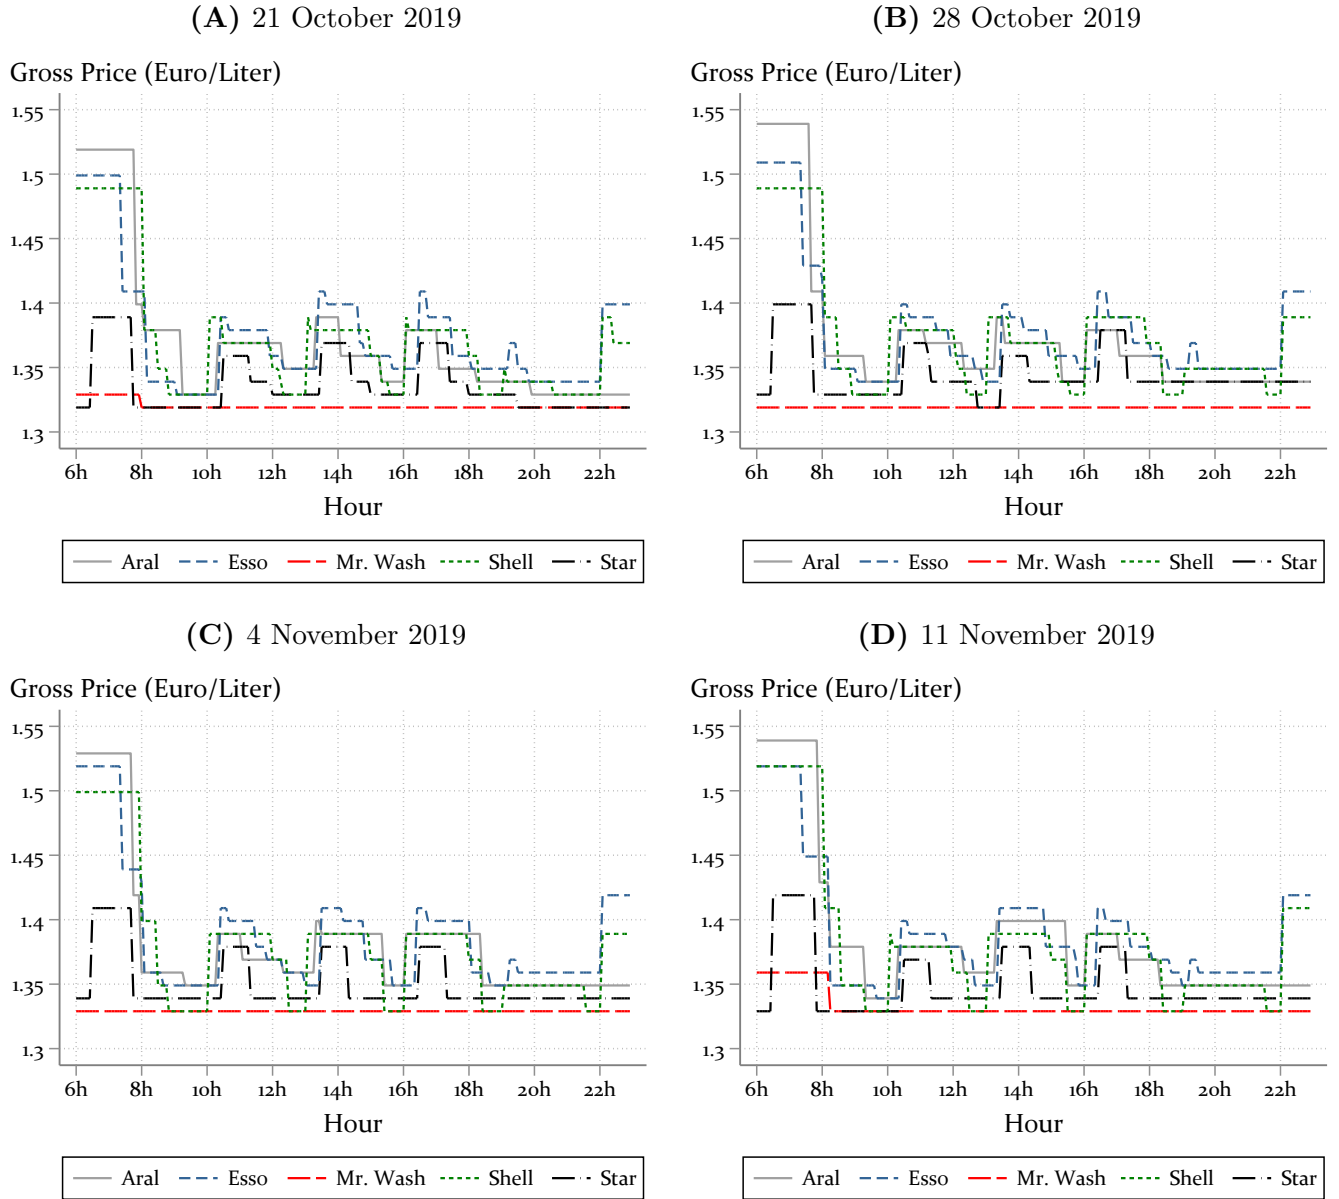 (A) 21 October 2019
Gross Price (Euro/Liter)
1.55
1.5
1.45
1.4
1.35
1.3
6h 8h 10h 12h 14h 16h 18h 20h 22h
Hour
Aral Esso Mr. Wash Shell Star
(B) 28 October 2019
Gross Price (Euro/Liter)
1.55
1.5
1.45
1.4
1.35
1.3
6h 8h 10h 12h 14h 16h 18h 20h 22h
Hour
Aral Esso Mr. Wash Shell Star
(C) 4 November 2019
Gross Price (Euro/Liter)
1.55
1.5
1.45
1.4
1.35
1.3
6h 8h 10h 12h 14h 16h 18h 20h 22h
Hour
Aral Esso Mr. Wash Shell Star
(D) 11 November 2019
Gross Price (Euro/Liter)
1.55
1.5
1.45
1.4
1.35
1.3
6h 8h 10h 12h 14h 16h 18h 20h 22h
Hour
Aral Esso Mr. Wash Shell Star